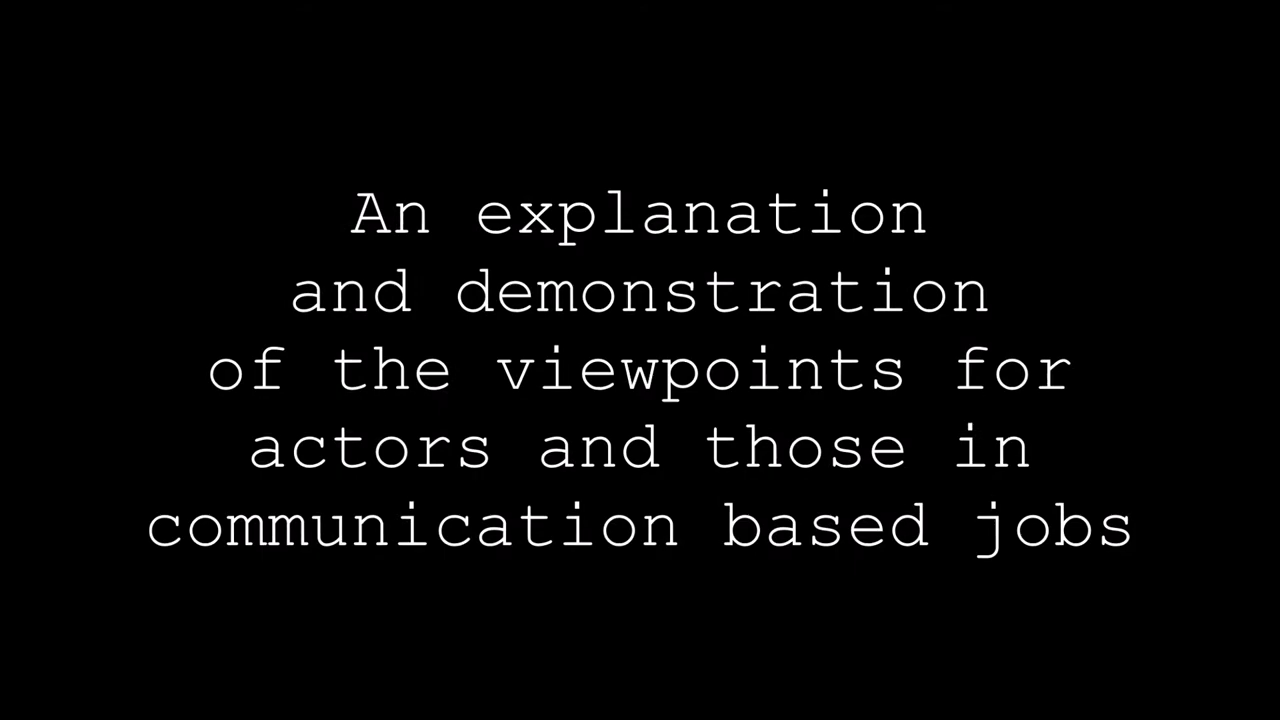 An explanation
and demonstration
of the viewpoints for
actors and those in
communication based jobs